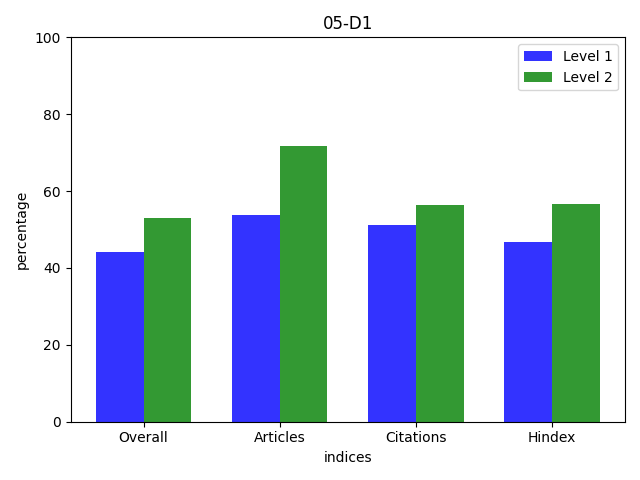 05-D1
100
80
60
40
20
0
percentage
Level 1
Level 2
Overall
Articles
Citations
Hindex
indices